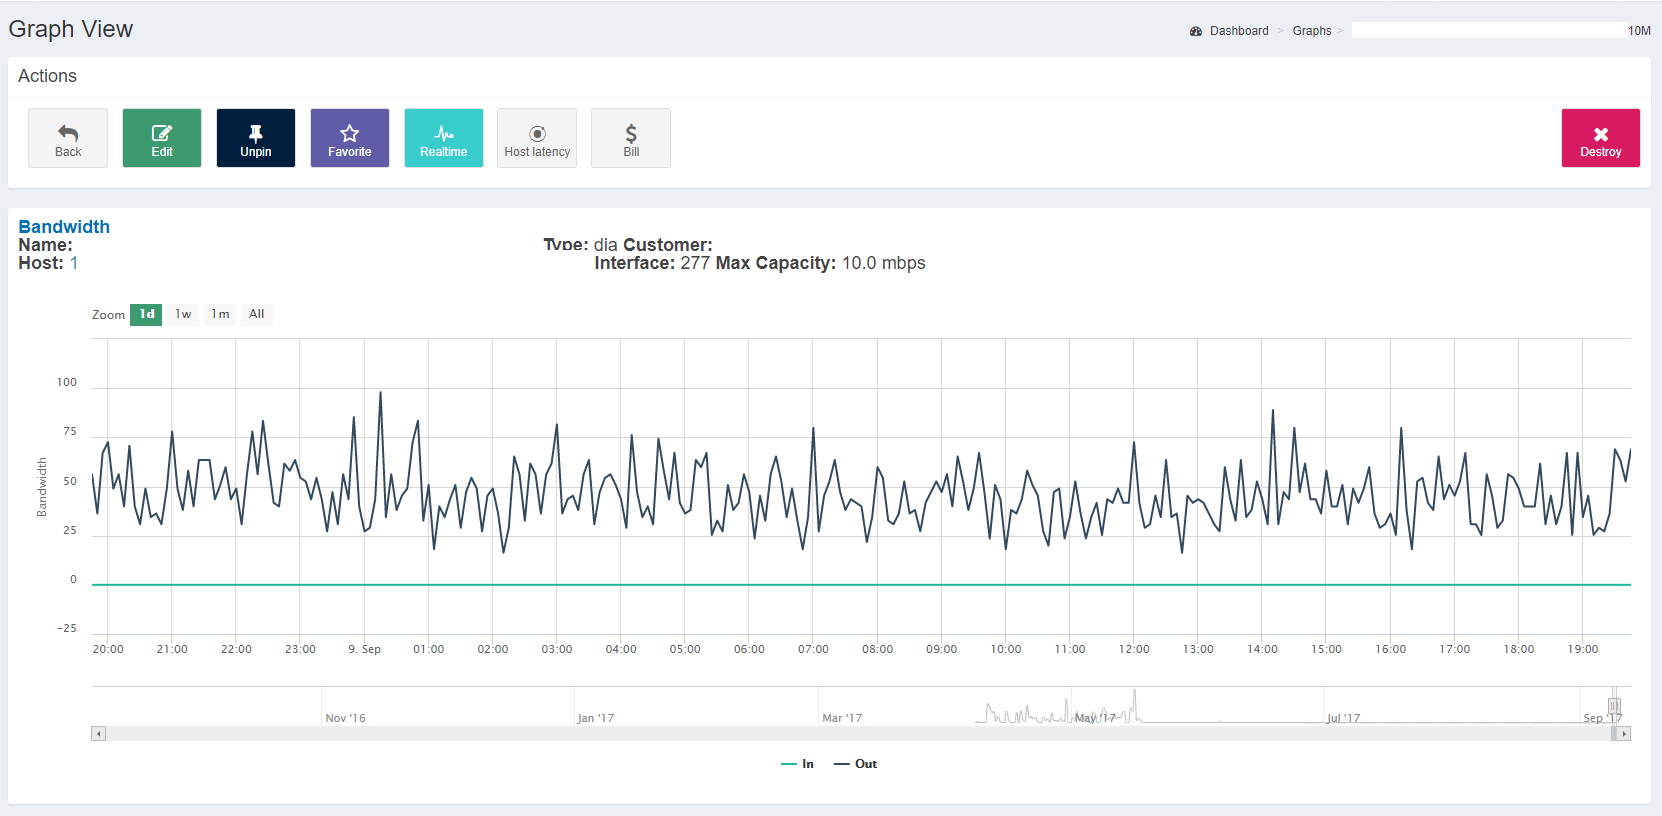 Graph View
Dashboard > Graphs > 10M
Actions
Back
Edit
Unpin
Favorite
Realtime
Host latency
Bill
Destroy
Bandwidth
Name: Type: dia Customer:
Host: 1 Interface: 277 Max Capacity: 10.0 mbps
Zoom 1d 1w 1m All
100
75
50
25
0
-25
Bandwidth
20:00 21:00 22:00 23:00 9. Sep 01:00 02:00 03:00 04:00 05:00 06:00 07:00 08:00 09:00 10:00 11:00 12:00 13:00 14:00 15:00 16:00 17:00 18:00 19:00
Nov '16 Jan '17 Mar '17 May '17 Jul '17 Sep '17
In Out